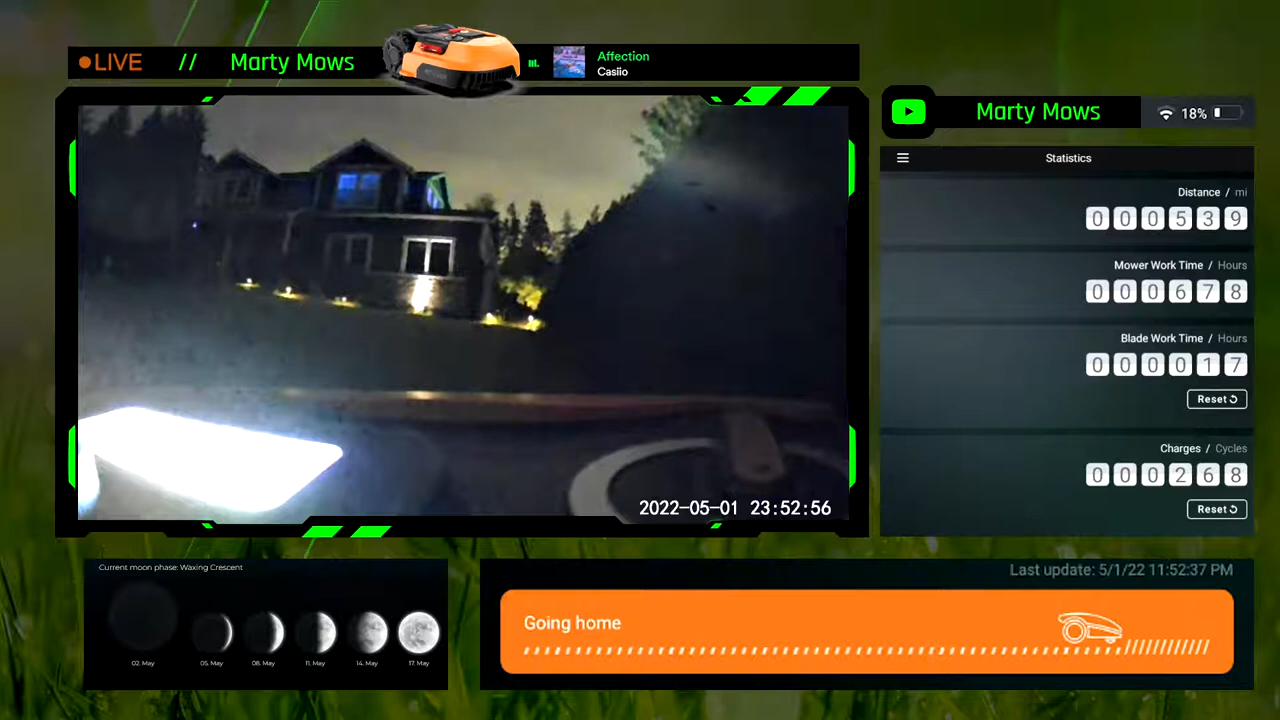 LIVE // Marty Mows
Affection
Casiio
Marty Mows
18%
Statistics
Distance / mi
000539
Mower Work Time / Hours
000678
Blade Work Time / Hours
000017
Reset
Charges / Cycles
000268
Reset
2022-05-01 23:52:56
Current moon phase: Waxing Crescent
02. May 05. May 08. May 11. May 14. May 17. May
Last update: 5/1/22 11:52:37 PM
Going home